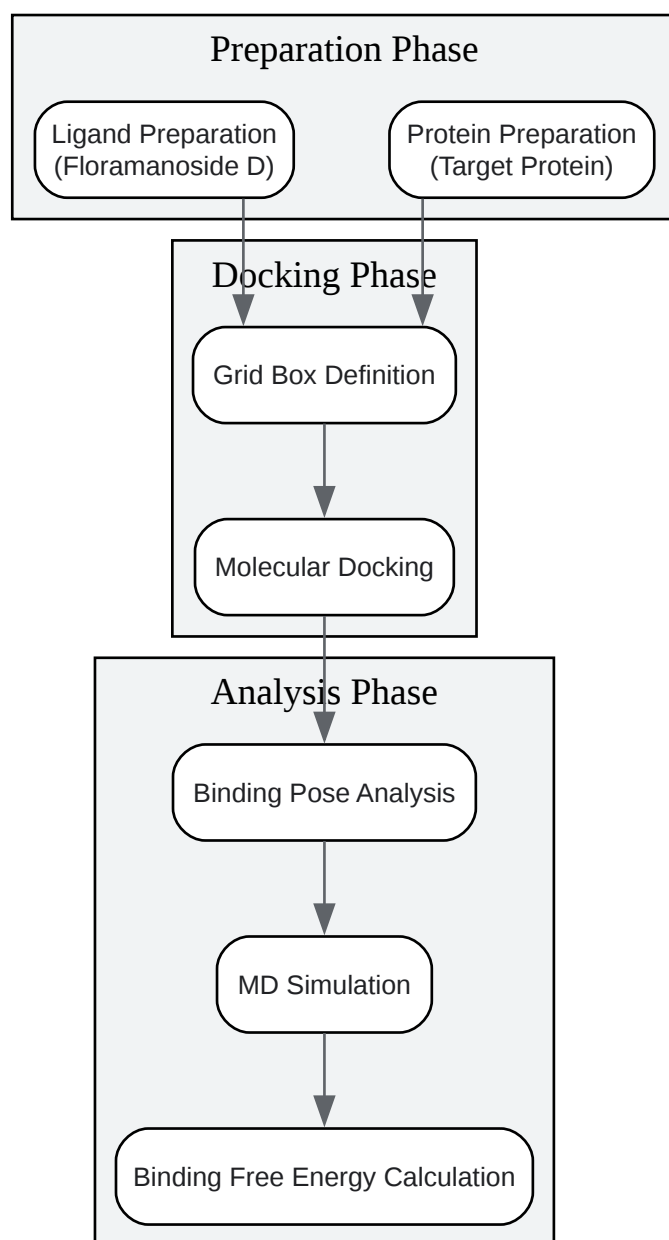 Preparation Phase
Ligand Preparation
(Floramanoside D)
Protein Preparation
(Target Protein)
Docking Phase
Grid Box Definition
Molecular Docking
Analysis Phase
Binding Pose Analysis
MD Simulation
Binding Free Energy Calculation